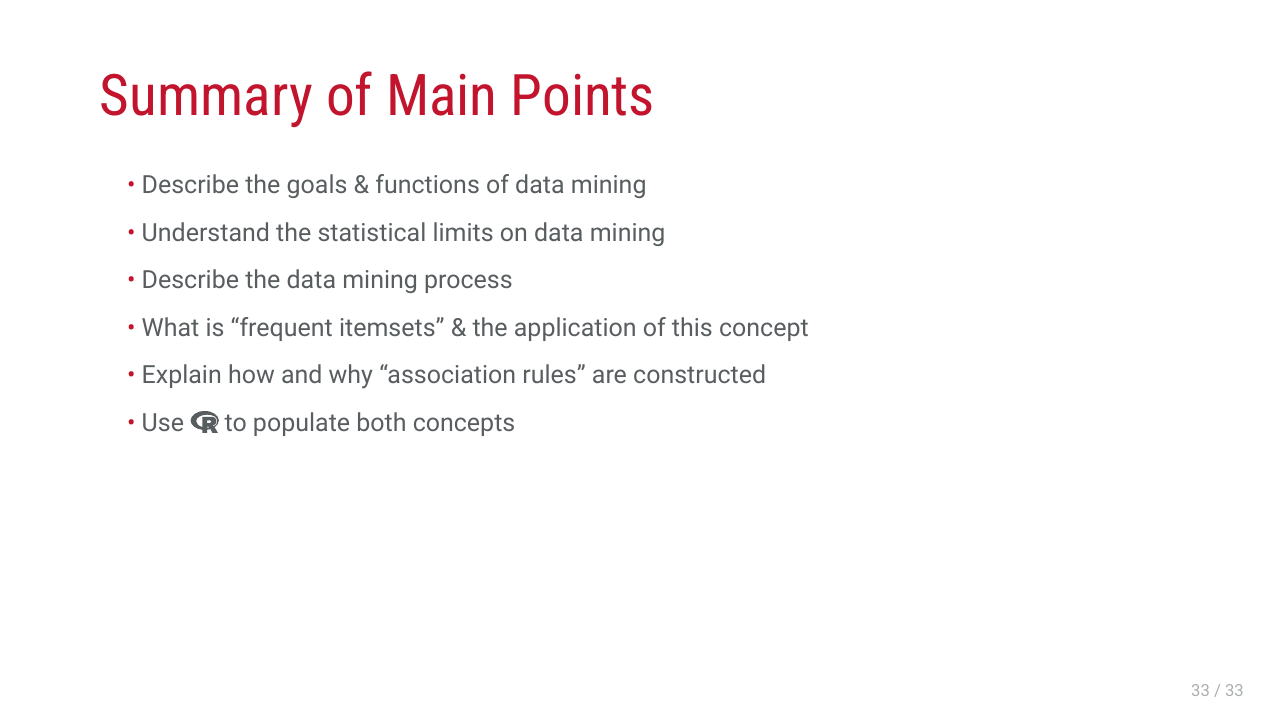 Summary of Main Points
• Describe the goals & functions of data mining
• Understand the statistical limits on data mining
• Describe the data mining process
• What is “frequent itemsets” & the application of this concept
• Explain how and why “association rules” are constructed
• Use R to populate both concepts
33 / 33